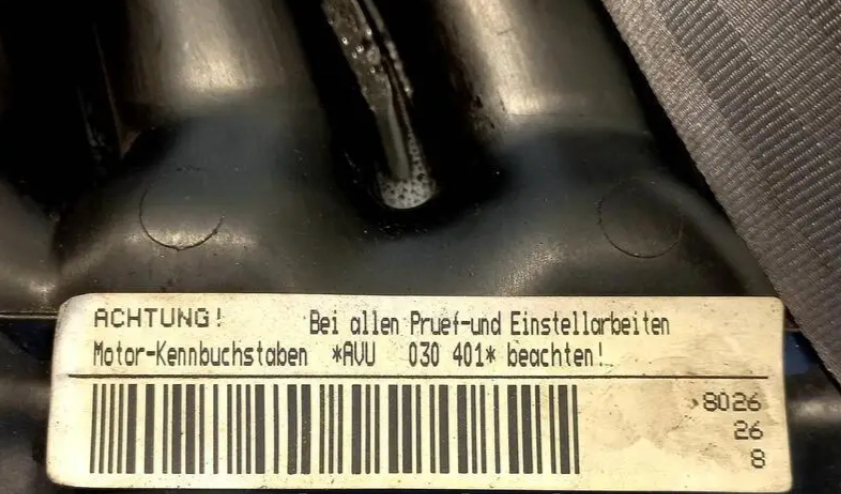 ACHTUNG! Bei allen Pruef-und Einstellarbeiten
Motor-Kennbuchstaben *AVU 030 401* beachten!
8026
26
8